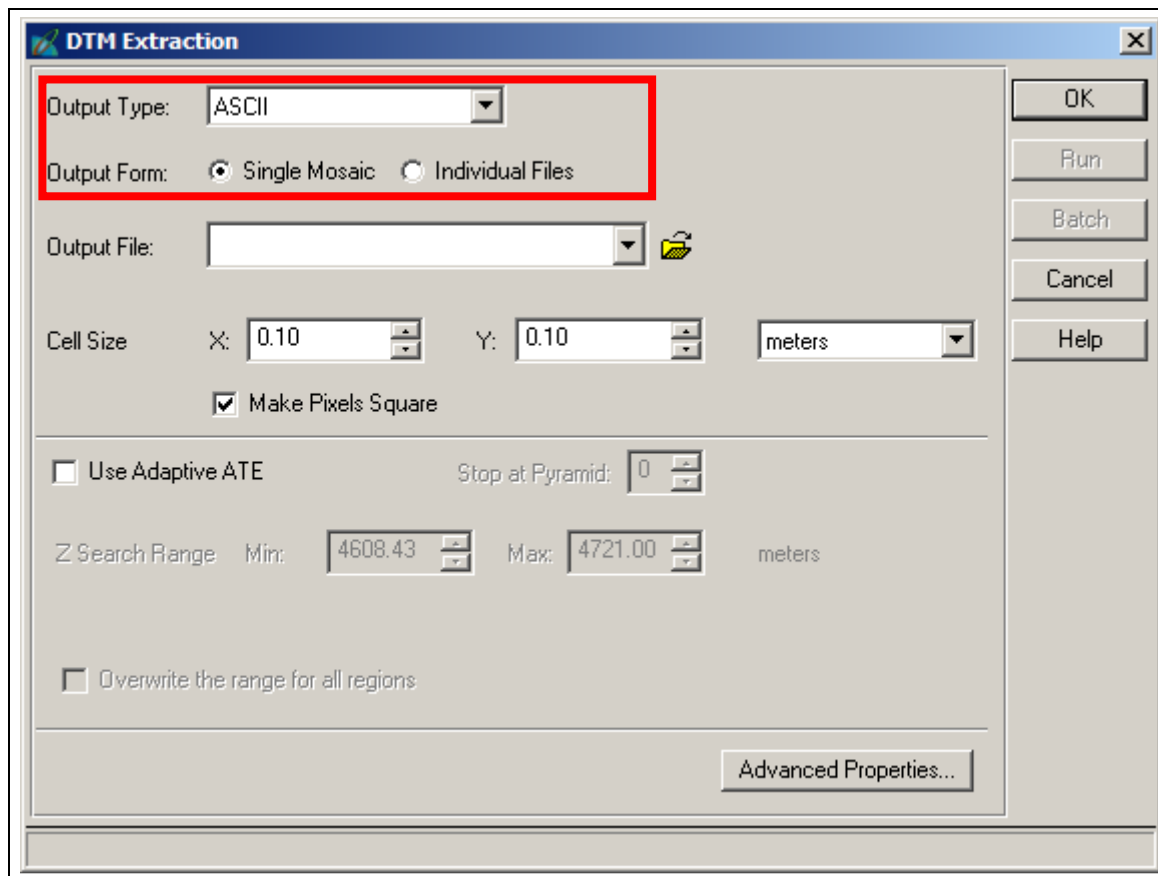 DTM Extraction
Output Type: ASCII
OK
Output Form: Single Mosaic Individual Files
Run
Output File:
Batch
Cancel
Cell Size X: 0.10 Y: 0.10 meters
Help
Make Pixels Square
Use Adaptive ATE Stop at Pyramid: 0
Z Search Range Min: 4608.43 Max: 4721.00 meters
Overwrite the range for all regions
Advanced Properties...